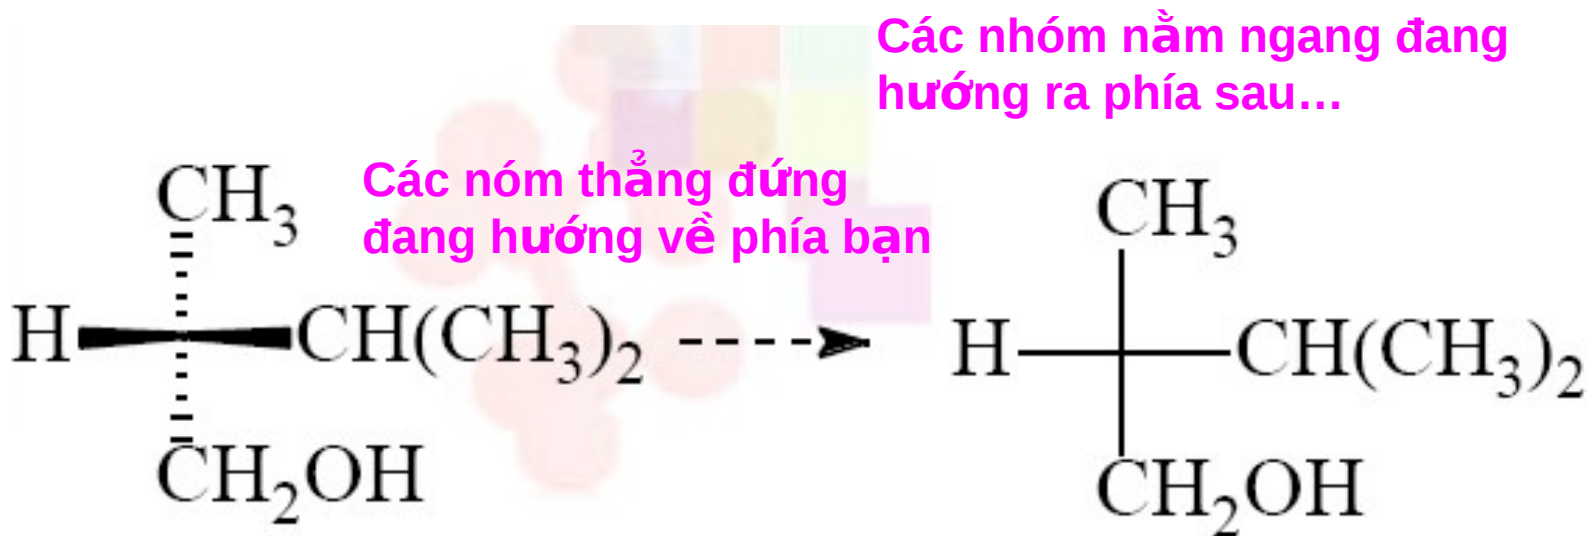 Các nhóm nằm ngang đang
hướng ra phía sau...
Các nóm thẳng đứng
đang hướng về phía bạn
CH3
H CH(CH3)2
CH2OH
CH3
H CH(CH3)2
CH2OH